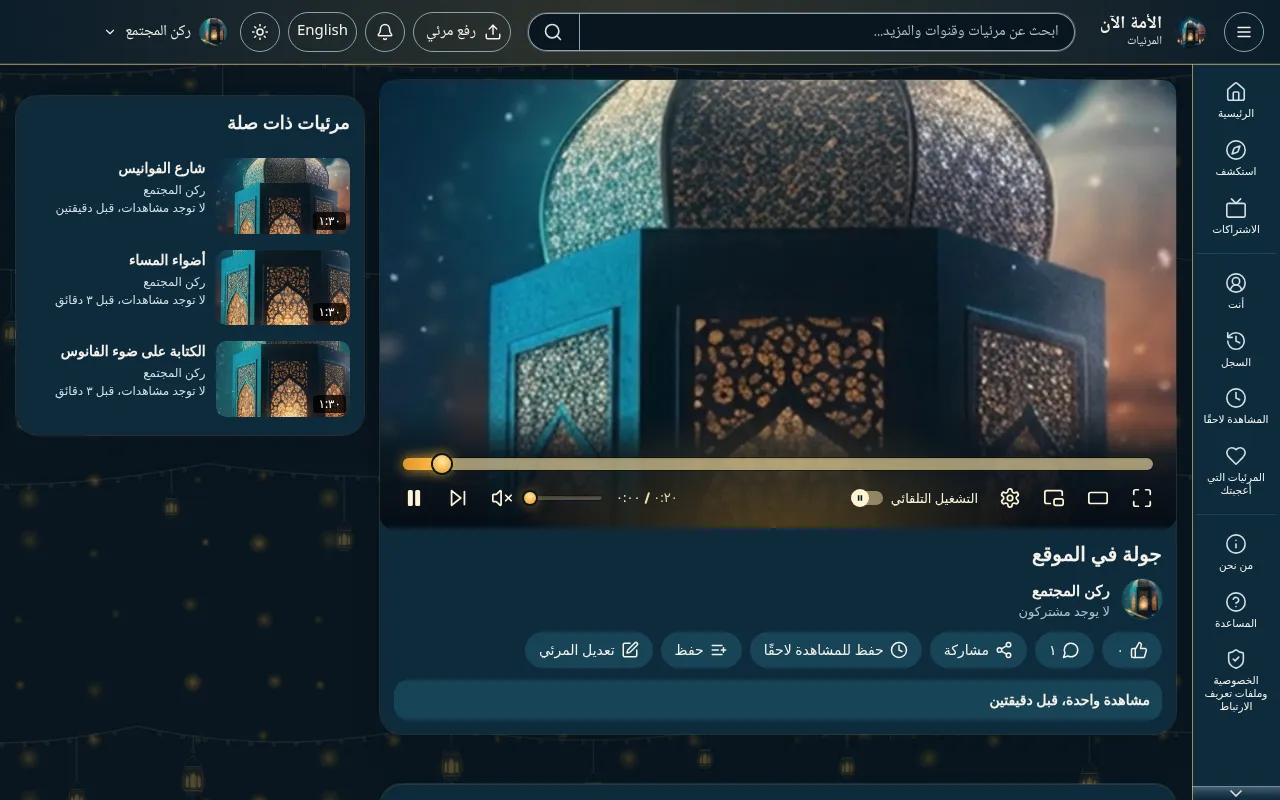 الأمة الآن
المرئيات
ابحث عن مرئيات وقنوات والمزيد...
رفع مرئي
English
ركن المجتمع
الرئيسية
استكشف
الاشتراكات
أنت
السجل
المشاهدة لاحقًا
المرئيات التي
أعجبتك
من نحن
المساعدة
الخصوصية
وملفات تعريف
الارتباط
التشغيل التلقائي
٠:٠٠ / ٠:٢٠
جولة في الموقع
ركن المجتمع
لا يوجد مشتركون
٠
١
مشاركة
حفظ للمشاهدة لاحقًا
حفظ
تعديل المرئي
مشاهدة واحدة، قبل دقيقتين
مرئيات ذات صلة
شارع الفوانيس
ركن المجتمع
لا توجد مشاهدات، قبل دقيقتين
١:٣٠
أضواء المساء
ركن المجتمع
لا توجد مشاهدات، قبل ٣ دقائق
١:٣٠
الكتابة على ضوء الفانوس
ركن المجتمع
لا توجد مشاهدات، قبل ٣ دقائق
١:٣٠